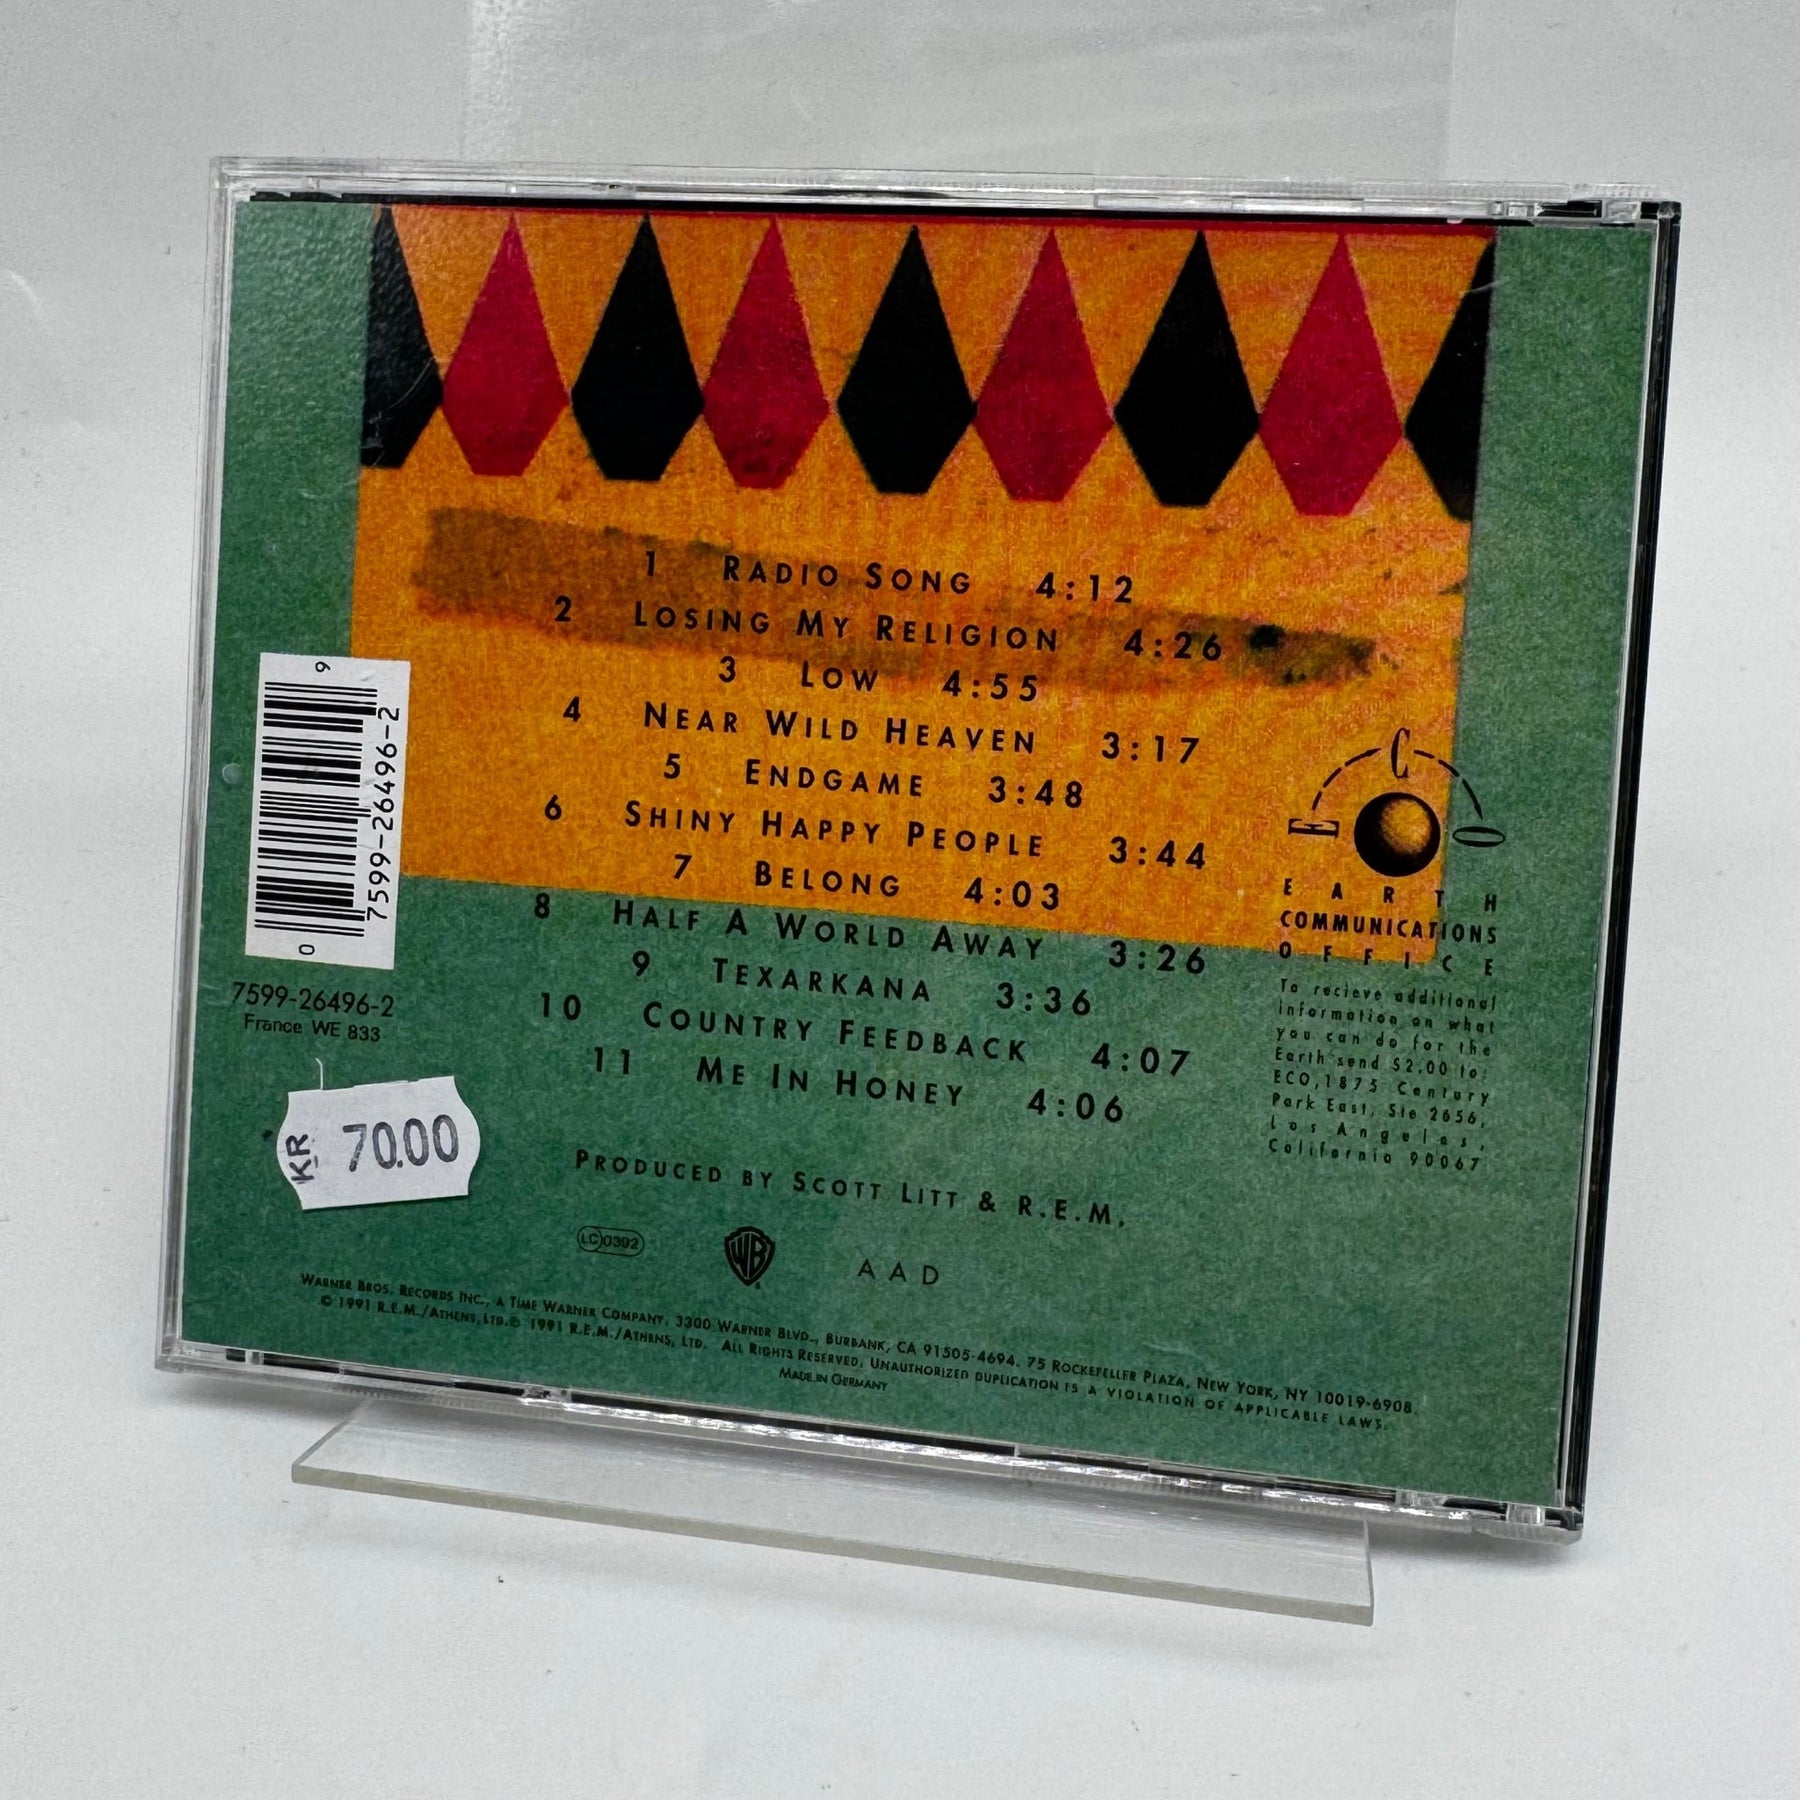 1 RADIO SONG 4:12
2 LOSING MY RELIGION 4:26
3 LOW 4:55
4 NEAR WILD HEAVEN 3:17
5 ENDGAME 3:48
6 SHINY HAPPY PEOPLE 3:44
7 BELONG 4:03
8 HALF A WORLD AWAY 3:26
9 TEXARKANA 3:36
10 COUNTRY FEEDBACK 4:07
11 ME IN HONEY 4:06
PRODUCED BY SCOTT LITT & R.E.M.
E C O
EARTH
COMMUNICATIONS
OFFICE
To recieve additional
information on what
you can do for the
Earth send $2.00 to:
ECO, 1875 Century
Park East, Ste 2656,
Los Angeles,
California 90067
9
7599-26496-2
0
7599-26496-2
France WE 833
KR 70.00
LC 0392
WB
AAD
WARNER BROS. RECORDS INC., A TIME WARNER COMPANY, 3300 WARNER BLVD., BURBANK, CA 91505-4694. 75 ROCKEFELLER PLAZA, NEW YORK, NY 10019-6908
© 1991 R.E.M./ATHENS, LTD. ℗ 1991 R.E.M./ATHENS, LTD. ALL RIGHTS RESERVED, UNAUTHORIZED DUPLICATION IS A VIOLATION OF APPLICABLE LAWS.
MADE IN GERMANY